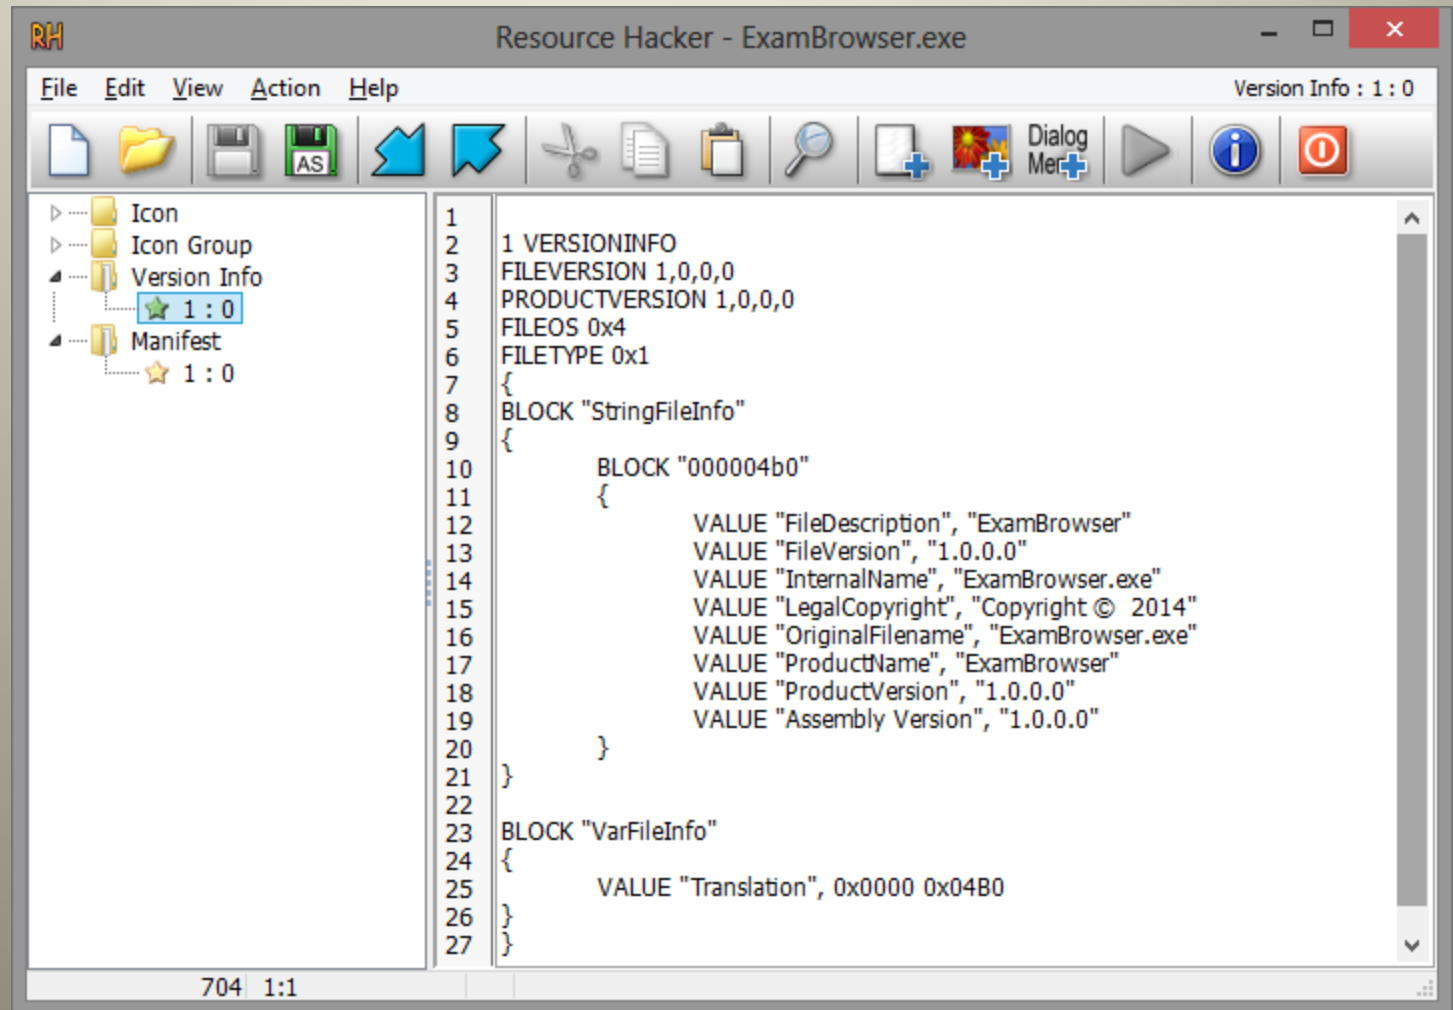 RH
Resource Hacker - ExamBrowser.exe
File Edit View Action Help
Version Info : 1 : 0
AS
Dialog
Icon
Icon Group
Version Info
1 : 0
Manifest
1 : 0
1
2 1 VERSIONINFO
3 FILEVERSION 1,0,0,0
4 PRODUCTVERSION 1,0,0,0
5 FILEOS 0x4
6 FILETYPE 0x1
7 {
8 BLOCK "StringFileInfo"
9 {
10 BLOCK "000004b0"
11 {
12 VALUE "FileDescription", "ExamBrowser"
13 VALUE "FileVersion", "1.0.0.0"
14 VALUE "InternalName", "ExamBrowser.exe"
15 VALUE "LegalCopyright", "Copyright ©  2014"
16 VALUE "OriginalFilename", "ExamBrowser.exe"
17 VALUE "ProductName", "ExamBrowser"
18 VALUE "ProductVersion", "1.0.0.0"
19 VALUE "Assembly Version", "1.0.0.0"
20 }
21 }
22
23 BLOCK "VarFileInfo"
24 {
25 VALUE "Translation", 0x0000 0x04B0
26 }
27 }
704 1:1